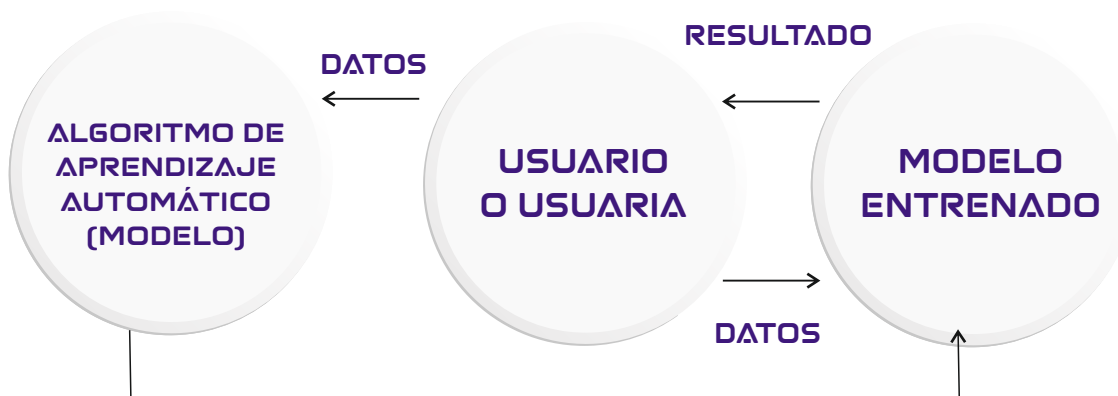 RESULTADO
DATOS
ALGORITMO DE
APRENDIZAJE
AUTOMÁTICO
(MODELO)
USUARIO
O USUARIA
MODELO
ENTRENADO
DATOS